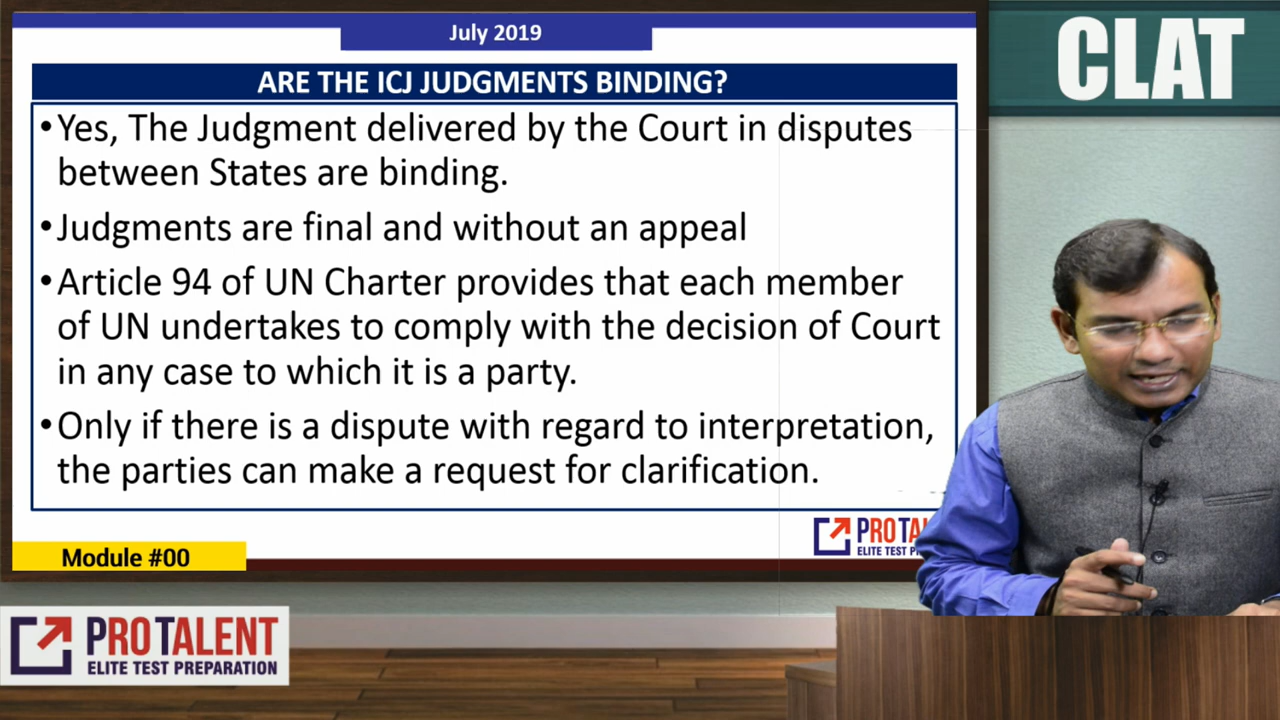 July 2019
CLAT
ARE THE ICJ JUDGMENTS BINDING?
•Yes, The Judgment delivered by the Court in disputes
between States are binding.
•Judgments are final and without an appeal
•Article 94 of UN Charter provides that each member
of UN undertakes to comply with the decision of Court
in any case to which it is a party.
•Only if there is a dispute with regard to interpretation,
the parties can make a request for clarification.
Module #00
PROTALENT
ELITE TEST PREPARATION